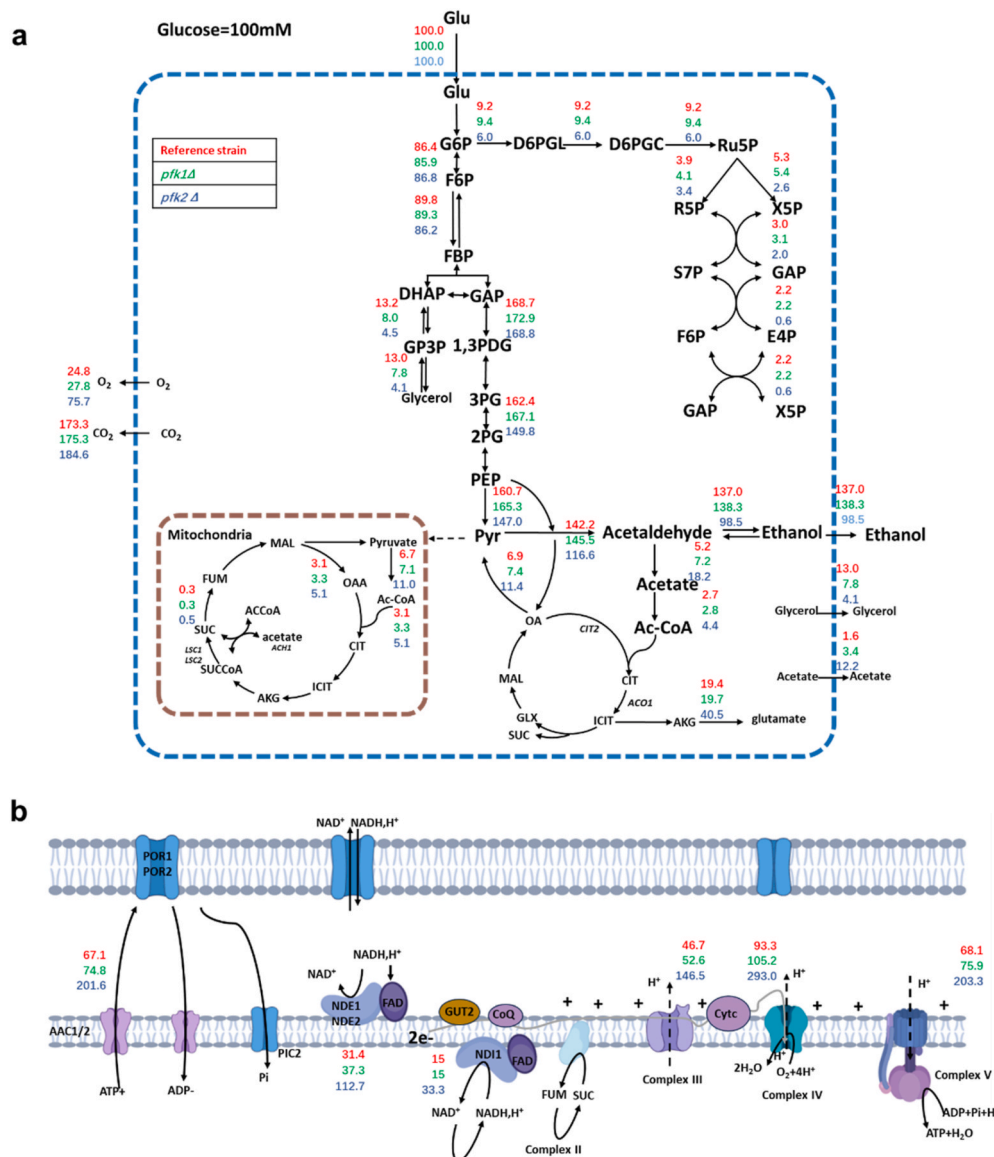 a
Glucose=100mM
Glu
100.0
100.0
100.0
Glu
Reference strain
pfk1Δ
pfk2 Δ
G6P
86.4
85.9
86.8
9.2
9.4
6.0
D6PGL
9.2
9.4
6.0
D6PGC
9.2
9.4
6.0
Ru5P
3.9
4.1
3.4
5.3
5.4
2.6
R5P
X5P
3.0
3.1
2.0
S7P
GAP
2.2
2.2
0.6
F6P
E4P
2.2
2.2
0.6
GAP
X5P
F6P
89.8
89.3
86.2
FBP
DHAP
GAP
13.2
8.0
4.5
168.7
172.9
168.8
GP3P
1,3PDG
13.0
7.8
4.1
Glycerol
3PG
162.4
167.1
149.8
2PG
PEP
160.7
165.3
147.0
24.8
27.8
75.7
O₂
O₂
173.3
175.3
184.6
CO₂
CO₂
Pyr
142.2
145.5
116.6
Acetaldehyde
137.0
138.3
98.5
Ethanol
137.0
138.3
98.5
Ethanol
5.2
7.2
18.2
Acetate
2.7
2.8
4.4
Ac-CoA
13.0
7.8
4.1
Glycerol
Glycerol
1.6
3.4
12.2
Acetate
Acetate
6.9
7.4
11.4
OA
CIT2
CIT
ACO1
MAL
GLX
SUC
ICIT
AKG
19.4
19.7
40.5
glutamate
Mitochondria
MAL
Pyruvate
6.7
7.1
11.0
3.1
3.3
5.1
OAA
Ac-CoA
3.1
3.3
5.1
FUM
0.3
0.3
0.5
SUC
ACCoA
acetate
ACH1
LSC1
LSC2
SUCCoA
CIT
ICIT
AKG
b
NAD⁺
NADH,H⁺
POR1
POR2
67.1
74.8
201.6
AAC1/2
ATP+
ADP-
PIC2
Pi
NADH,H⁺
NAD⁺
NDE1
NDE2
FAD
31.4
37.3
112.7
GUT2
CoQ
2e-
15
15
33.3
NDI1
FAD
NAD⁺
NADH,H⁺
FUM
SUC
Complex II
+ + + +
46.7
52.6
146.5
H⁺
Complex III
+
Cytc
93.3
105.2
293.0
H⁺
H⁺
2H₂O
O₂+4H⁺
Complex IV
+ +
68.1
75.9
203.3
H⁺
+
Complex V
ADP+Pi+H
ATP+H₂O